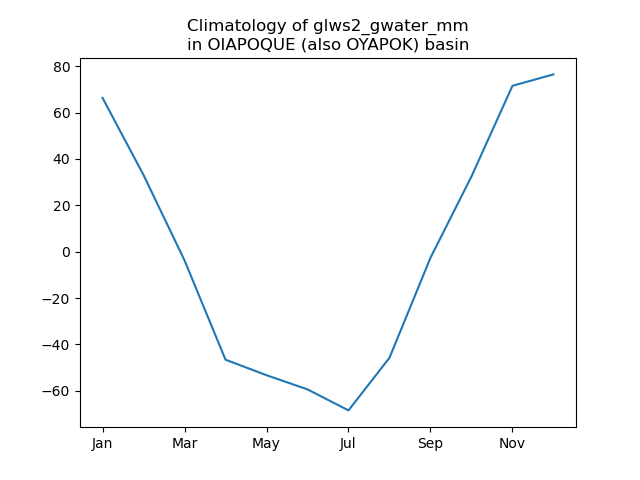 Climatology of glws2_gwater_mm
in OIAPOQUE (also OYAPOK) basin
80
60
40
20
0
−20
−40
−60
Jan Mar May Jul Sep Nov